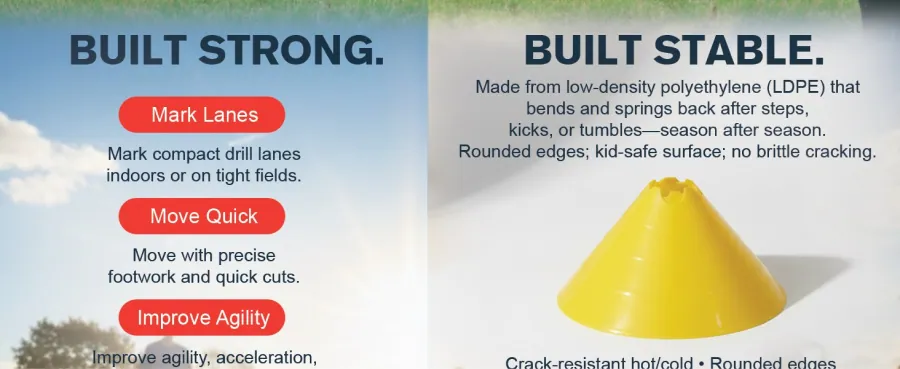 BUILT STRONG.
Mark Lanes
Mark compact drill lanes
indoors or on tight fields.
Move Quick
Move with precise
footwork and quick cuts.
Improve Agility
Improve agility, acceleration,
BUILT STABLE.
Made from low-density polyethylene (LDPE) that
bends and springs back after steps,
kicks, or tumbles—season after season.
Rounded edges; kid-safe surface; no brittle cracking.
Crack-resistant hot/cold • Rounded edges